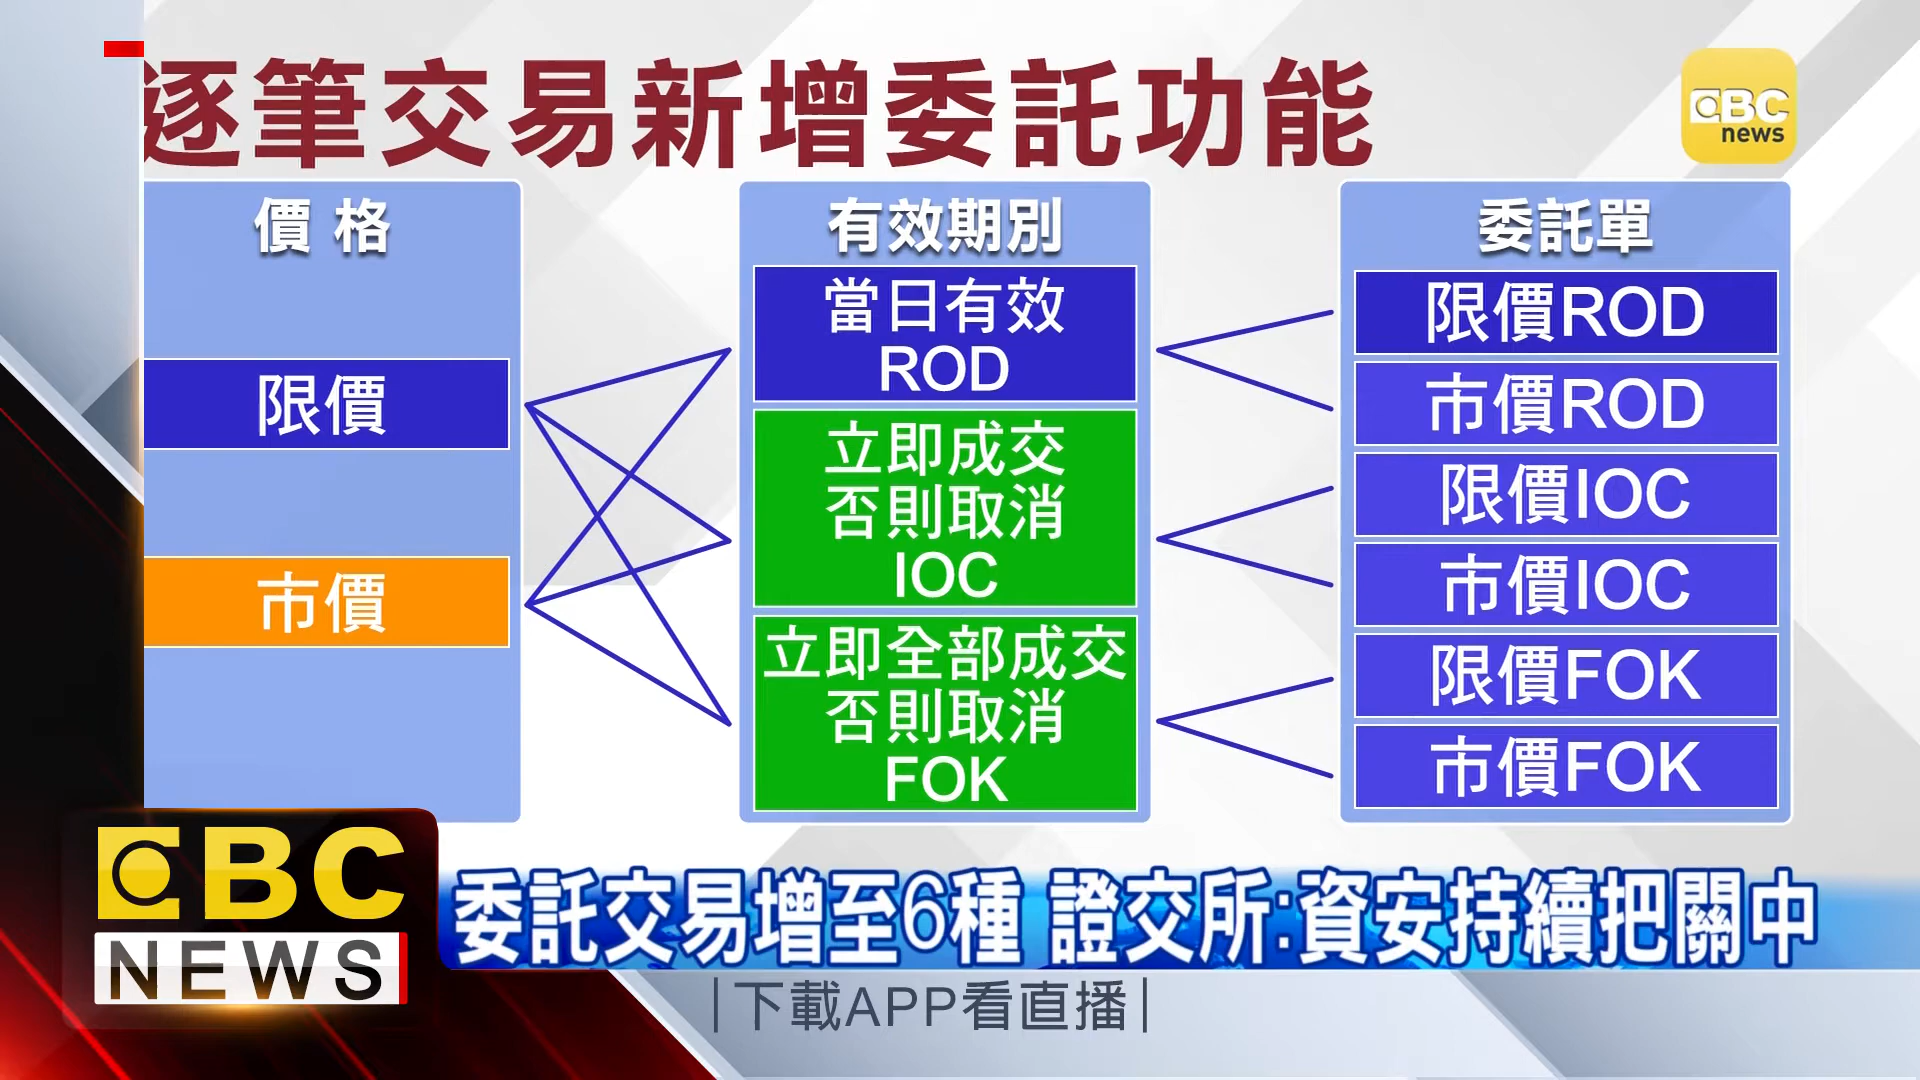 逐筆交易新增委託功能
EBC
news
價格
限價
市價
有效期別
當日有效
ROD
立即成交
否則取消
IOC
立即全部成交
否則取消
FOK
委託單
限價ROD
市價ROD
限價IOC
市價IOC
限價FOK
市價FOK
EBC
NEWS
委託交易增至6種 證交所:資安持續把關中
|下載APP看直播|